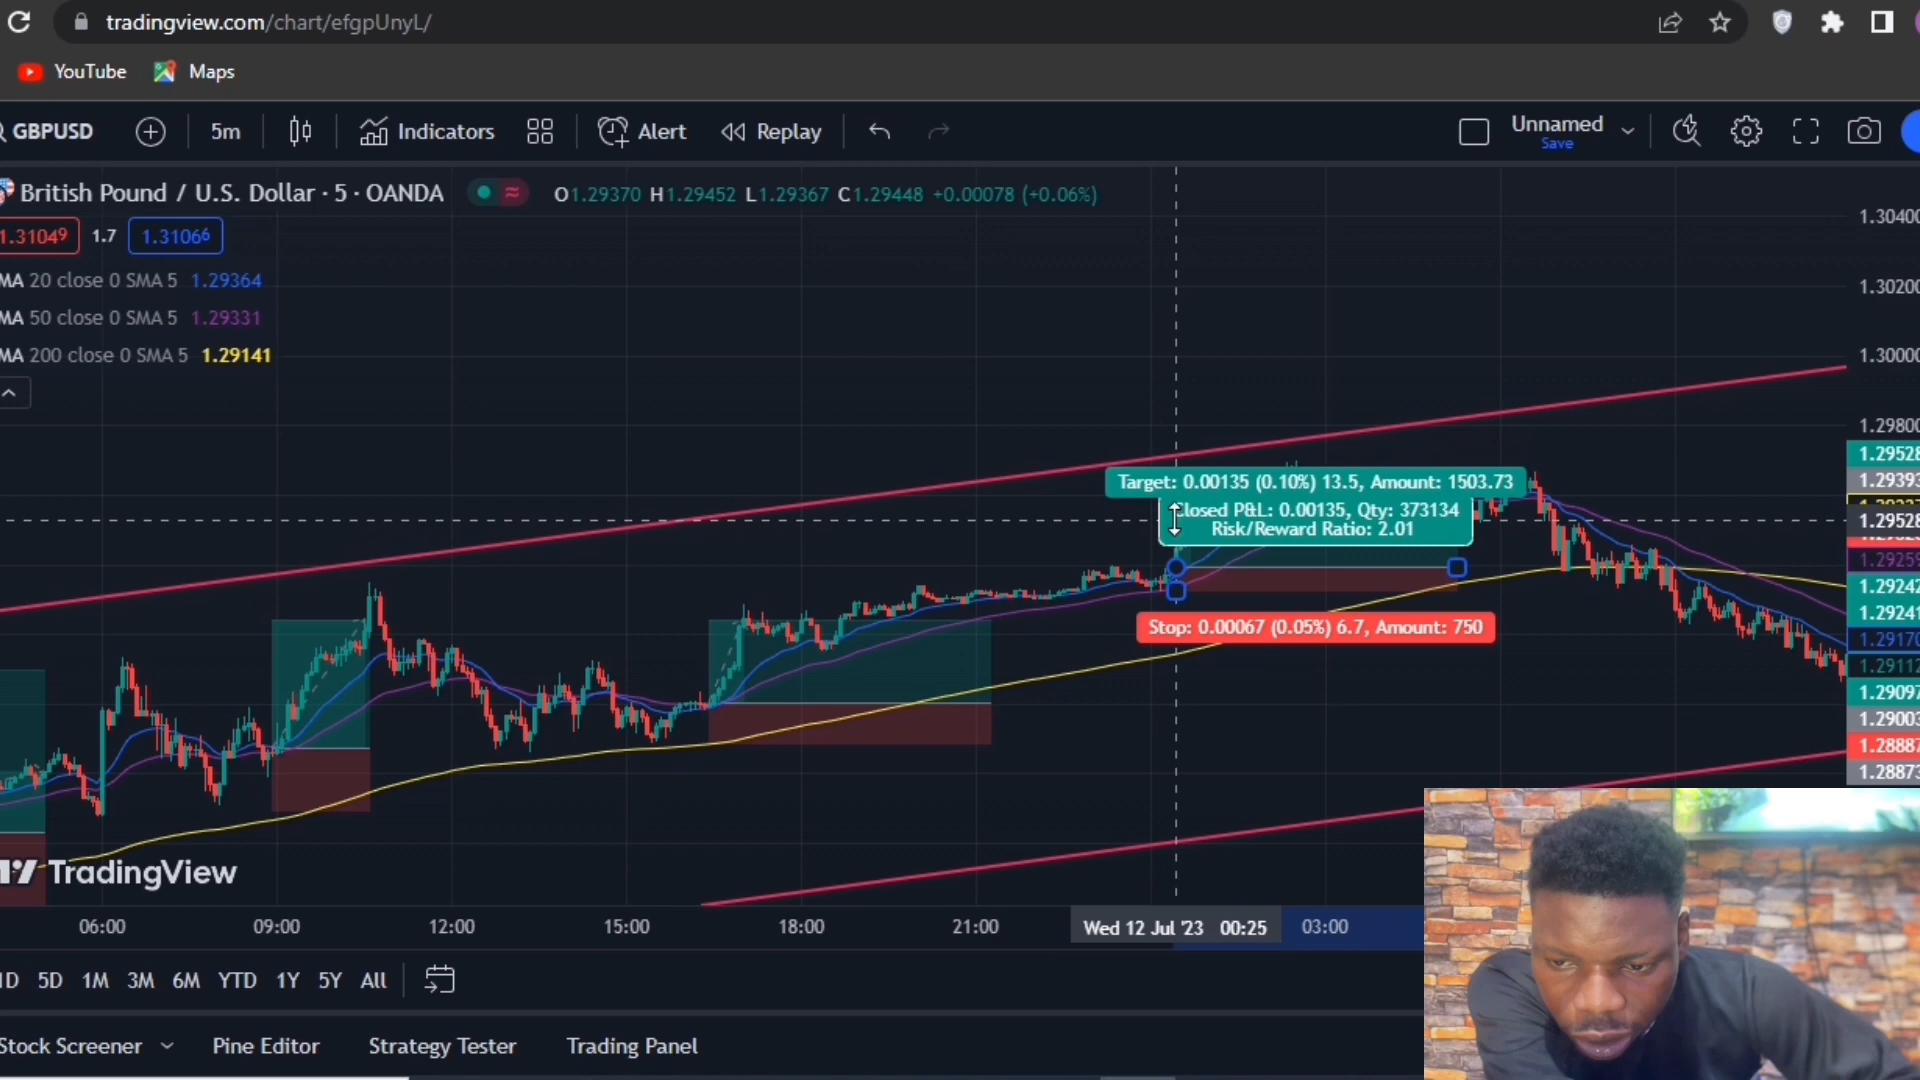 tradingview.com/chart/efgpUnyL/
YouTube Maps
GBPUSD 5m Indicators Alert Replay Unnamed
Save
British Pound / U.S. Dollar · 5 · OANDA O1.29370 H1.29452 L1.29367 C1.29448 +0.00078 (+0.06%)
1.31049 1.7 1.31066
MA 20 close 0 SMA 5 1.29364
MA 50 close 0 SMA 5 1.29331
MA 200 close 0 SMA 5 1.29141
1.30400
1.30200
1.30000
1.29800
1.29528
1.29393
1.29528
1.29259
1.29242
1.29241
1.29170
1.29112
1.29097
1.29003
1.28887
1.28873
Target: 0.00135 (0.10%) 13.5, Amount: 1503.73
Closed P&L: 0.00135, Qty: 373134
Risk/Reward Ratio: 2.01
Stop: 0.00067 (0.05%) 6.7, Amount: 750
TradingView
06:00 09:00 12:00 15:00 18:00 21:00 Wed 12 Jul '23 00:25 03:00
1D 5D 1M 3M 6M YTD 1Y 5Y All
Stock Screener Pine Editor Strategy Tester Trading Panel